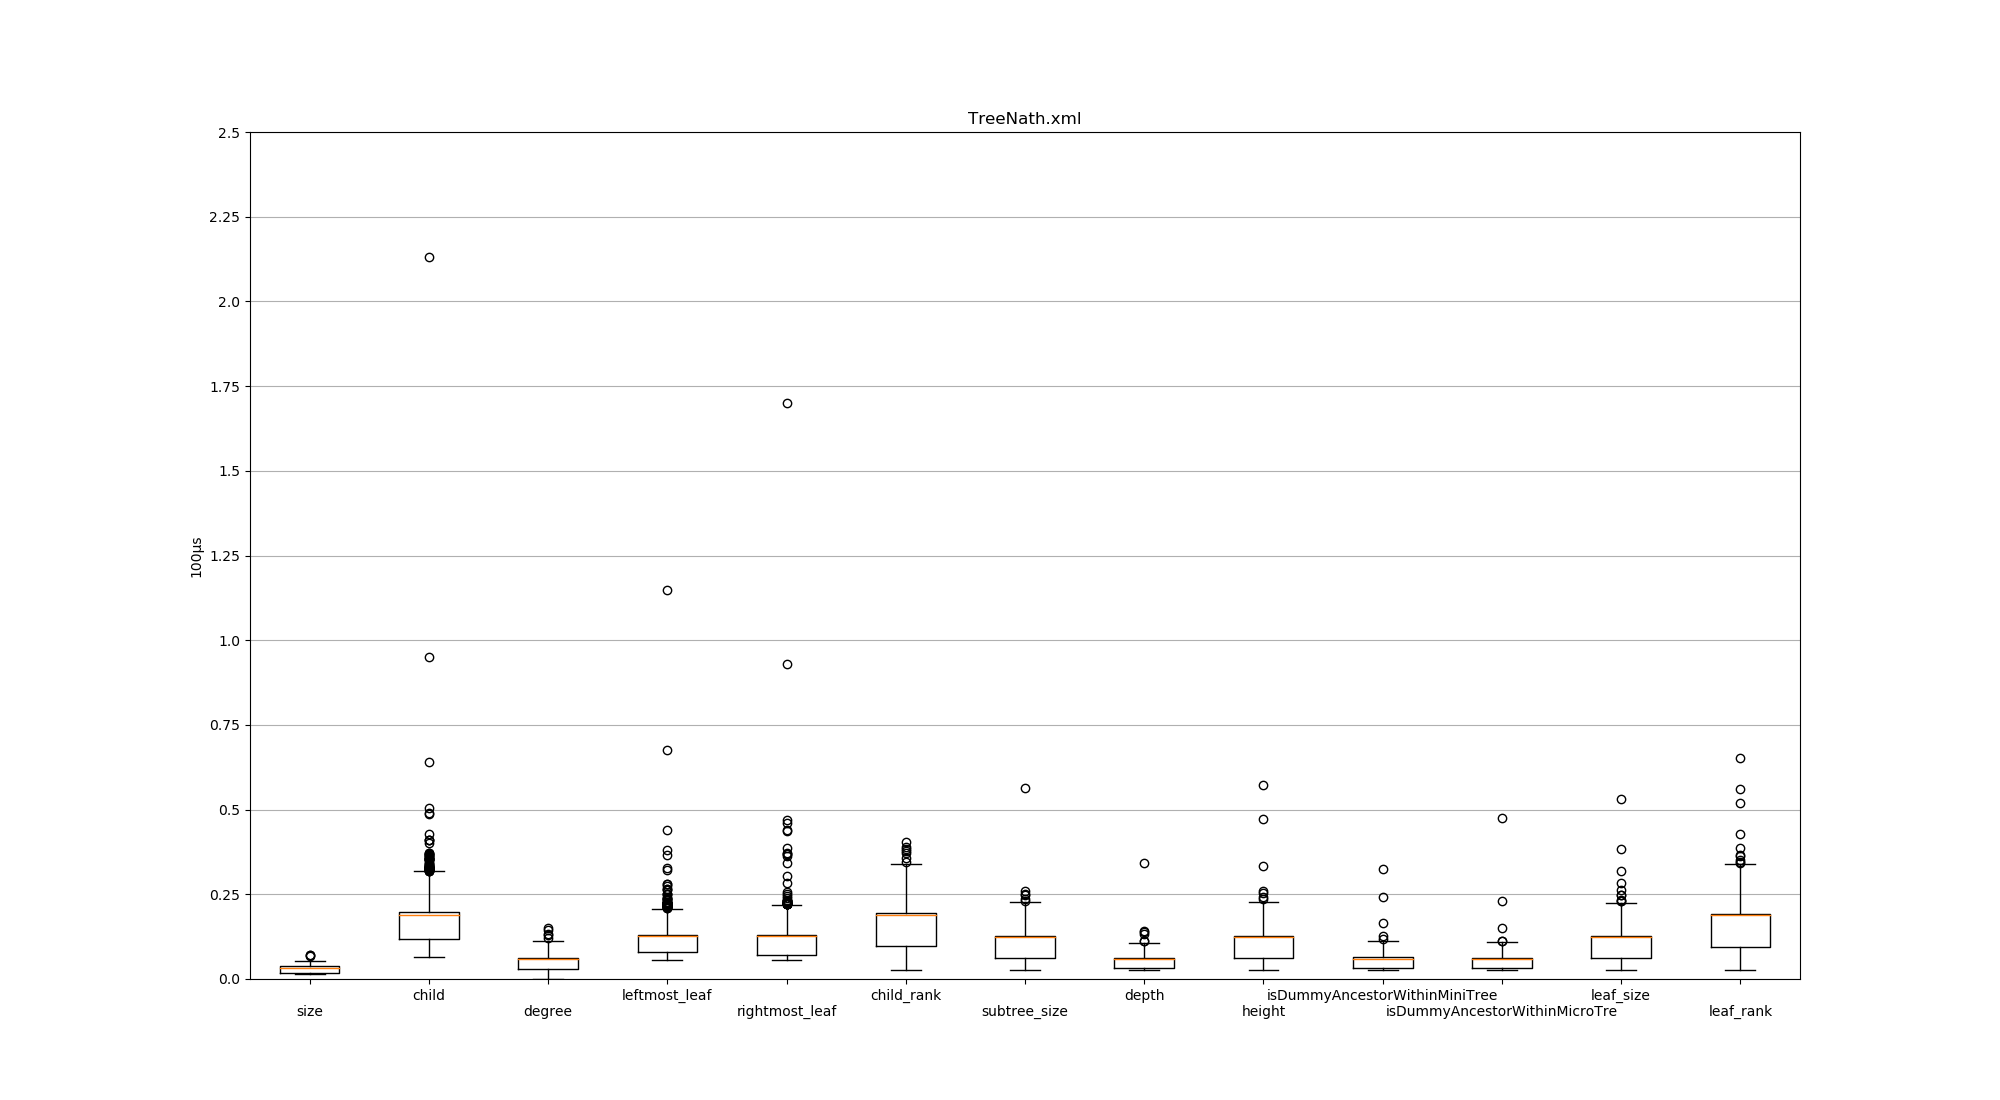 TreeNath.xml
2.5
2.25
2.0
1.75
1.5
1.25
1.0
0.75
0.5
0.25
0.0
100µs
child leftmost_leaf child_rank depth isDummyAncestorWithinMiniTree leaf_size
size degree rightmost_leaf subtree_size height isDummyAncestorWithinMicroTre leaf_rank